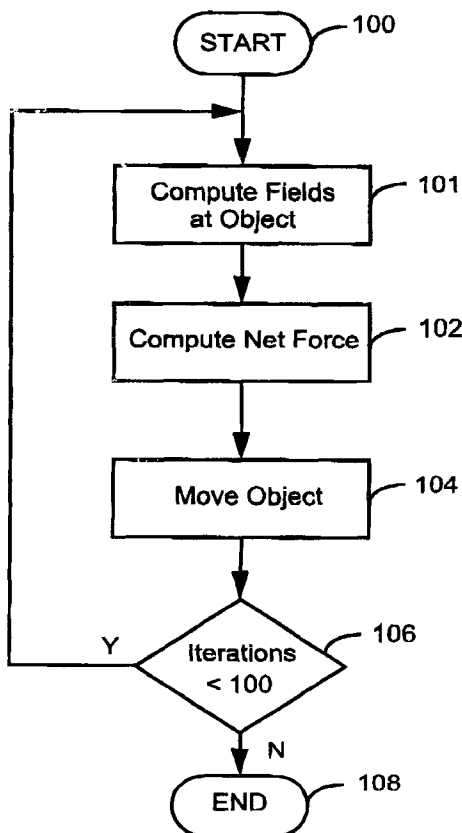 START
100
Compute Fields
at Object
101
Compute Net Force
102
Move Object
104
Iterations
< 100
106
Y
N
END
108